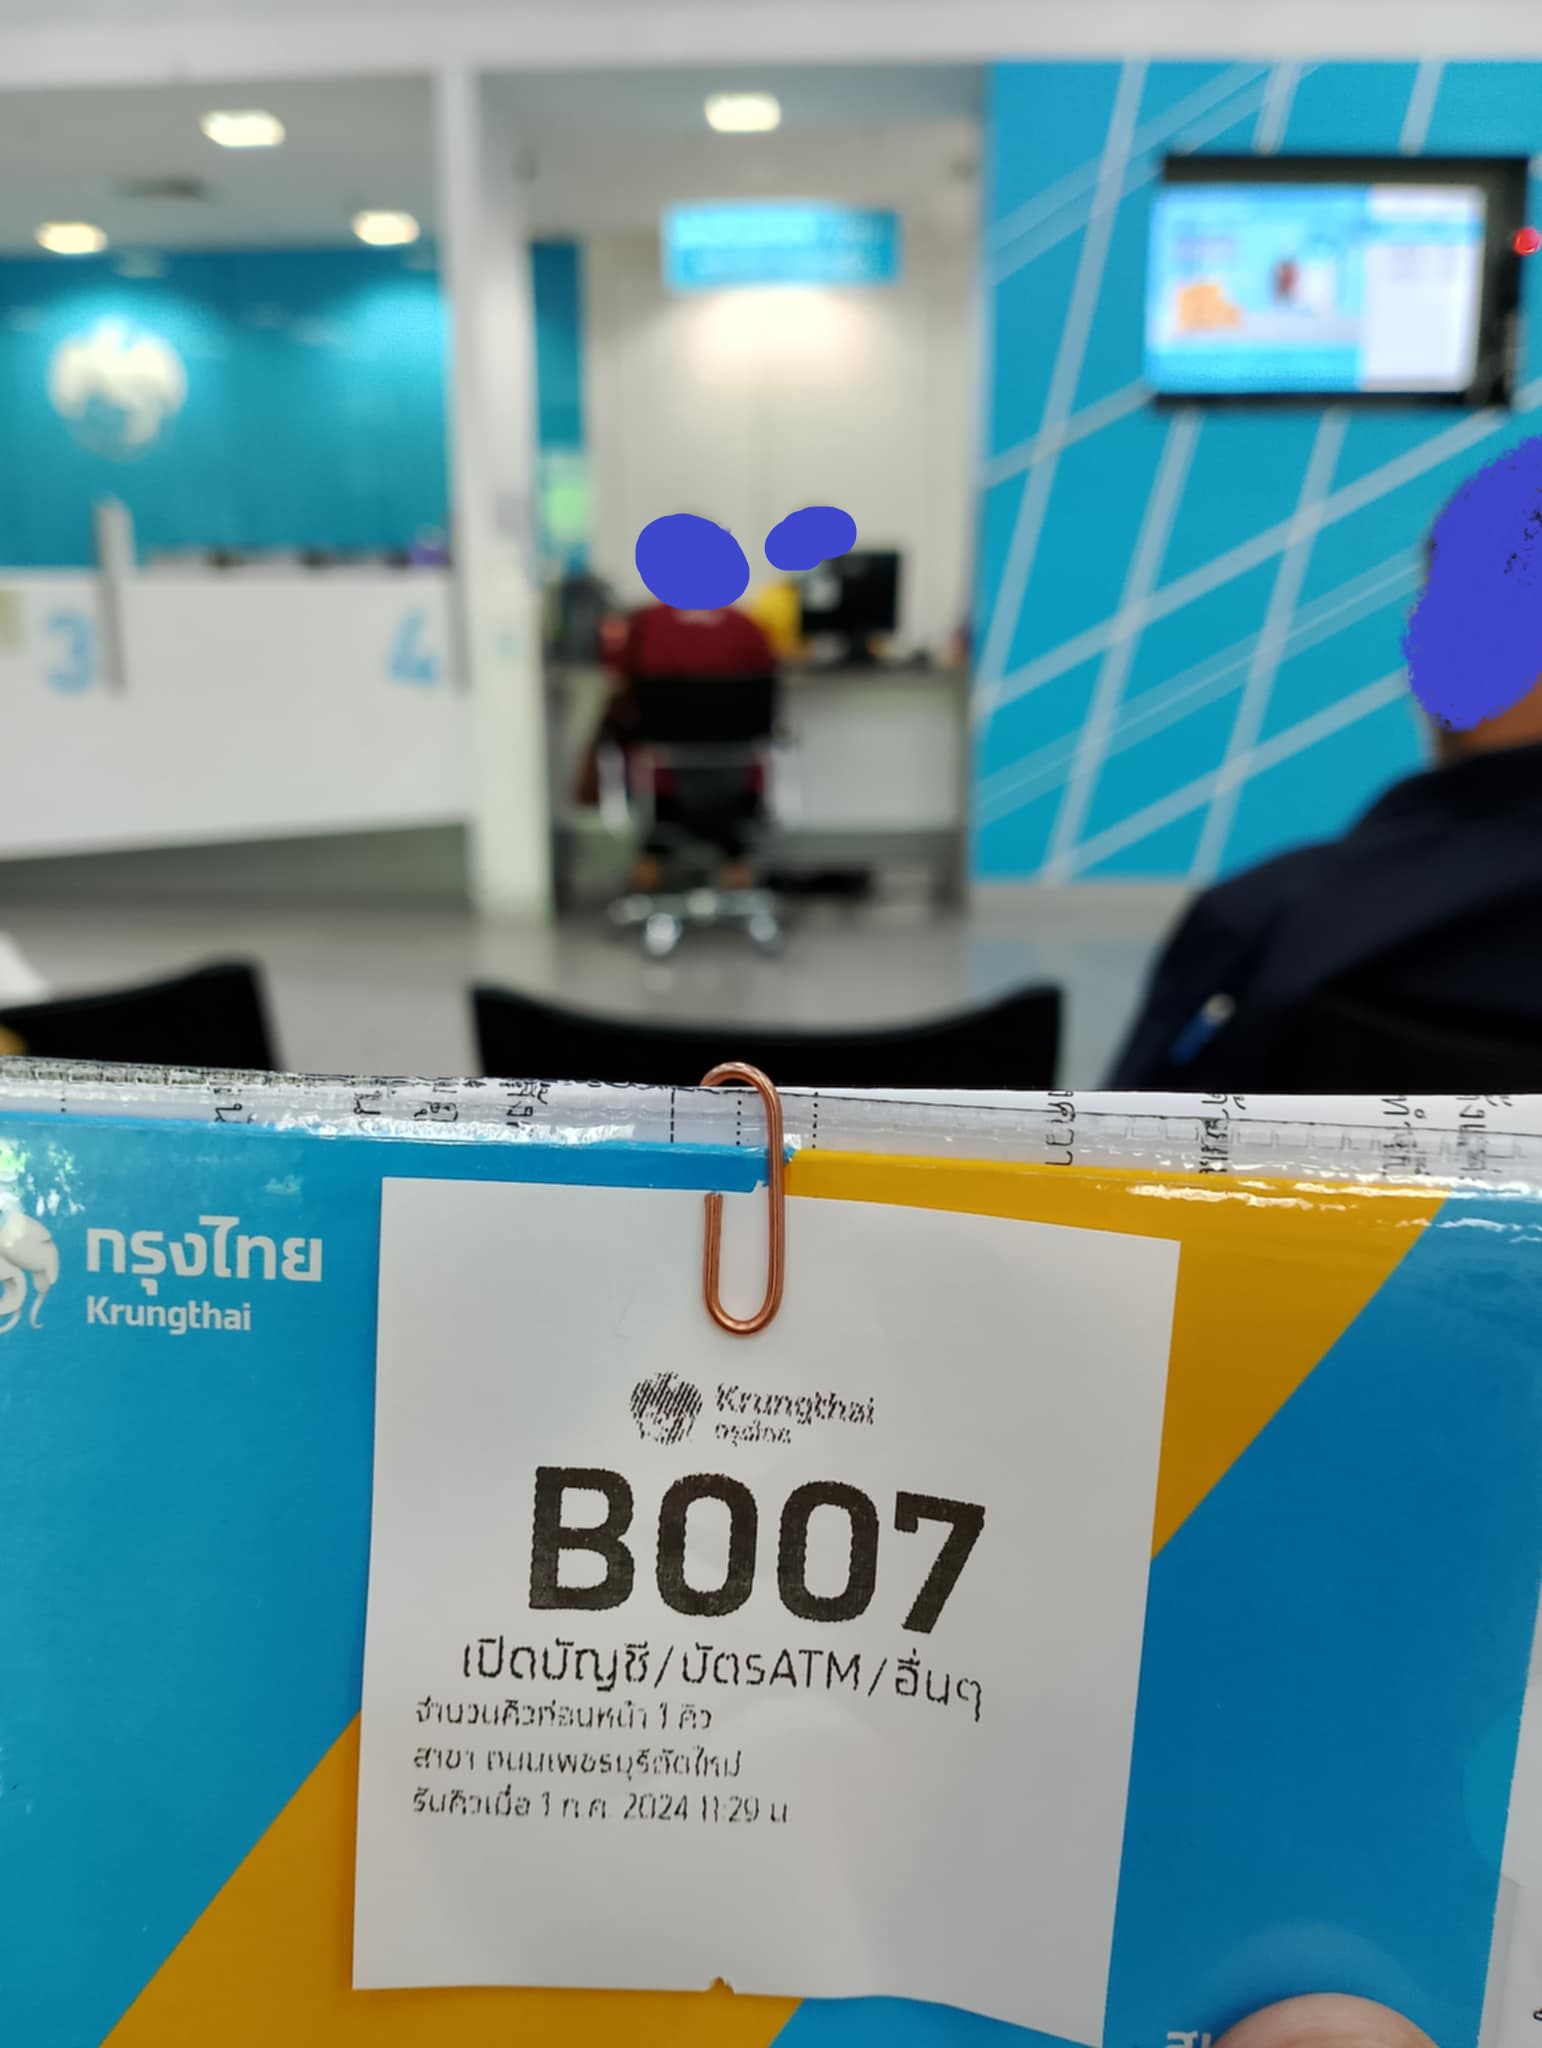 3
4
กรุงไทย
Krungthai
Krungthai
กรุงไทย
B007
เปิดบัญชี/บัตรATM/อื่นๆ
จำนวนคิวก่อนหน้า 1 คิว
สาขา ถนนเพชรบุรีตัดใหม่
รับคิวเมื่อ 1 ก.ค. 2024 11:29 น.